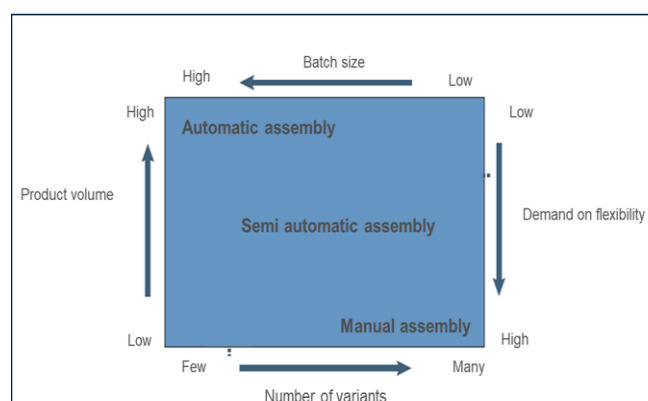 Batch size
High
Low
High
Low
Automatic assembly
Product volume
Semi automatic assembly
Demand on flexibility
Manual assembly
Low
High
Few
Many
Number of variants